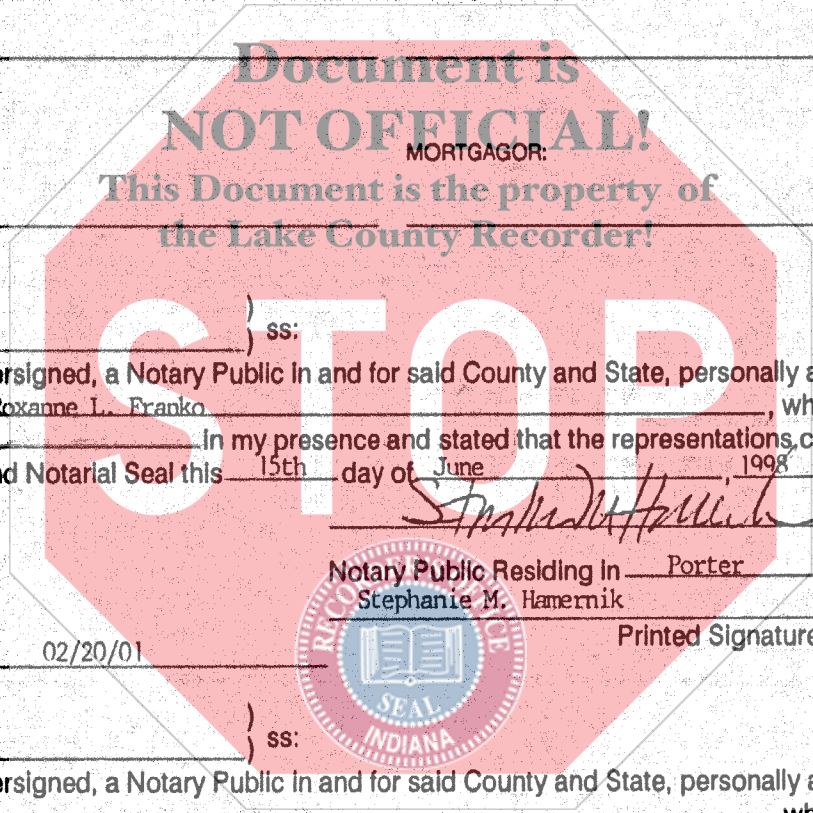 Document is
NOT OFFICIAL!
MORTGAGOR:
This Document is the property of
the Lake County Recorder!
STOP
) ss:
)
ersigned, a Notary Public in and for said County and State, personally a
Roxanne L. Franko , wh
In my presence and stated that the representations c
d Notarial Seal this 15th day of June , 1998
Notary Public Residing in Porter
Stephanie M. Hamernik
Printed Signature
02/20/01
SEAL
INDIANA
) ss:
)
ersigned, a Notary Public in and for said County and State, personally a
wh